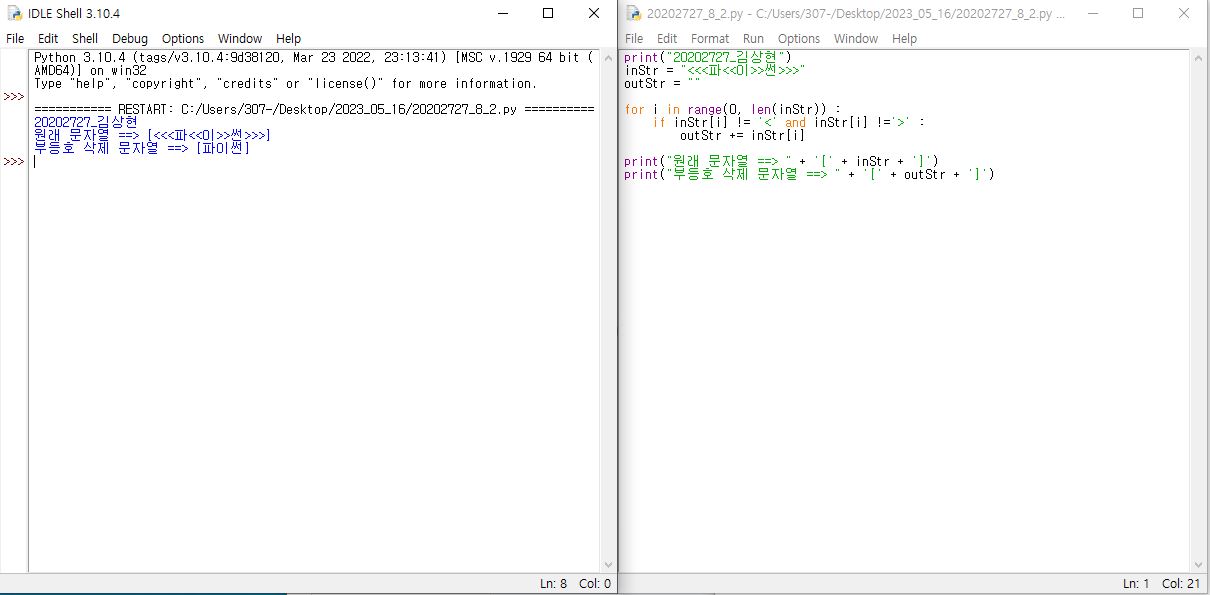 IDLE Shell 3.10.4
File Edit Shell Debug Options Window Help
Python 3.10.4 (tags/v3.10.4:9d38120, Mar 23 2022, 23:13:41) [MSC v.1929 64 bit (
AMD64)] on win32
Type "help", "copyright", "credits" or "license()" for more information.
>>>
=========== RESTART: C:/Users/307-/Desktop/2023_05_16/20202727_8_2.py ==========
20202727_김상현
원래 문자열 ==> [<<<파<<이>>썬>>>]
부등호 삭제 문자열 ==> [파이썬]
>>>
Ln: 8 Col: 0
20202727_8_2.py - C:/Users/307-/Desktop/2023_05_16/20202727_8_2.py ...
File Edit Format Run Options Window Help
print("20202727_김상현")
inStr = "<<<파<<이>>썬>>>"
outStr = ""
for i in range(0, len(inStr)) :
    if inStr[i] != '<' and inStr[i] !='>' :
        outStr += inStr[i]
print("원래 문자열 ==> " + '[' + inStr + ']')
print("부등호 삭제 문자열 ==> " + '[' + outStr + ']')
Ln: 1 Col: 21